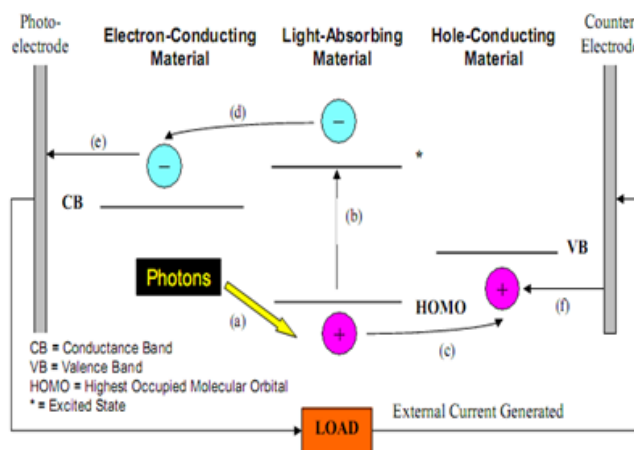 Photo-
electrode
Electron-Conducting
Material
Light-Absorbing
Material
Hole-Conducting
Material
Counter
Electrode
(d)
−
(e)
−
*
CB
(b)
VB
Photons
+
HOMO
(a)
+
(f)
(c)
CB = Conductance Band
VB = Valence Band
HOMO = Highest Occupied Molecular Orbital
* = Excited State
LOAD
External Current Generated